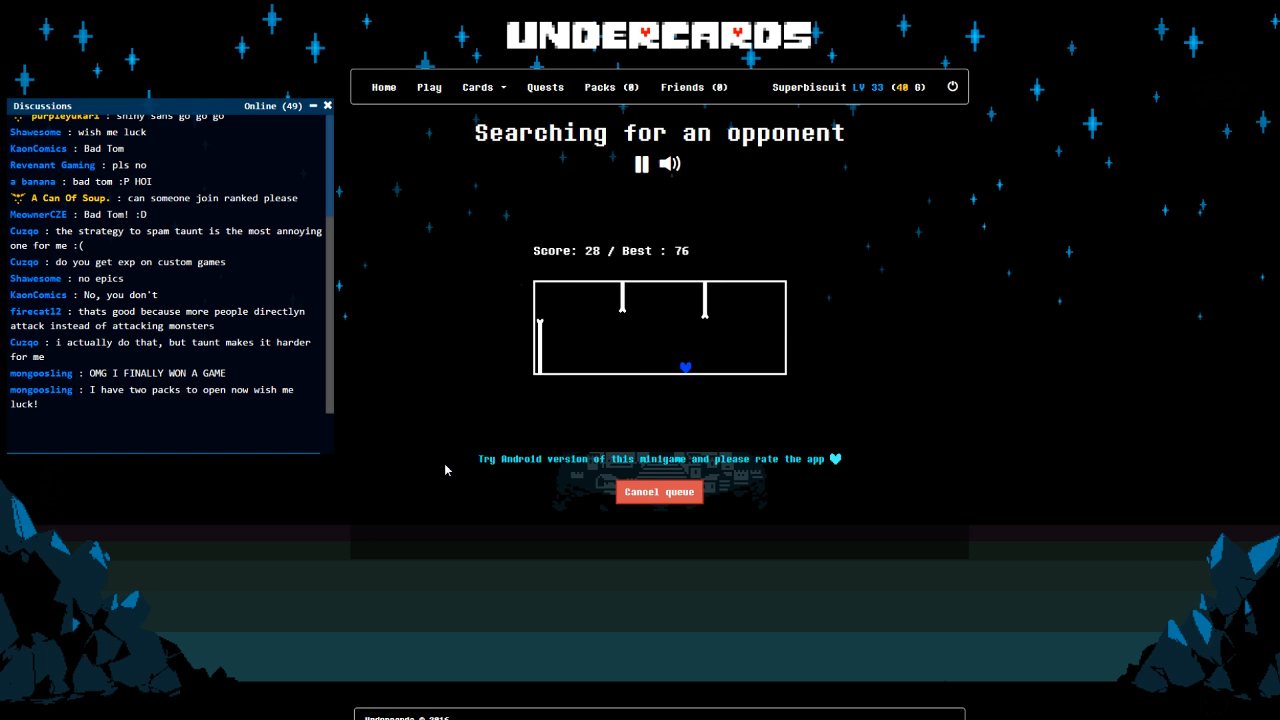 UNDERCARDS
Home Play Cards Quests Packs (0) Friends (0) Superbiscuit LV 33 (40 G)
Discussions Online (49)
purpleyukari : shiny sans go go go
Shawesome : wish me luck
KaonComics : Bad Tom
Revenant Gaming : pls no
a banana : bad tom :P HOI
A Can Of Soup. : can someone join ranked please
MeownerCZE : Bad Tom! :D
Cuzqo : the strategy to spam taunt is the most annoying
one for me :(
Cuzqo : do you get exp on custom games
Shawesome : no epics
KaonComics : No, you don't
firecat12 : thats good because more people directlyn
attack instead of attacking monsters
Cuzqo : i actually do that, but taunt makes it harder
for me
mongoosling : OMG I FINALLY WON A GAME
mongoosling : I have two packs to open now wish me
luck!
Searching for an opponent
Score: 28 / Best : 76
Try Android version of this minigame and please rate the app
Cancel queue
Undercards © 2016